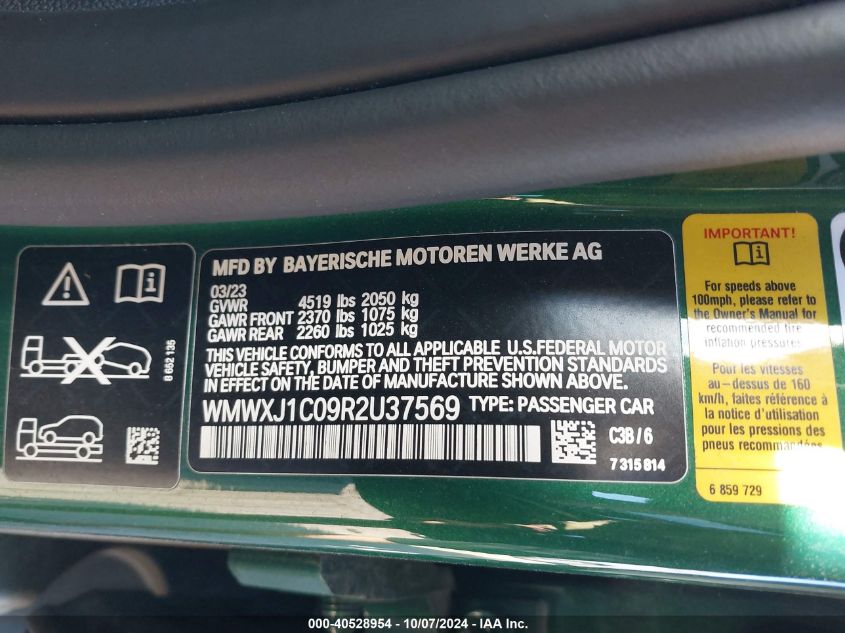 MFD BY BAYERISCHE MOTOREN WERKE AG
03/23
GVWR 4519 lbs 2050 kg
GAWR FRONT 2370 lbs 1075 kg
GAWR REAR 2260 lbs 1025 kg
THIS VEHICLE CONFORMS TO ALL APPLICABLE U.S.FEDERAL MOTOR
VEHICLE SAFETY, BUMPER AND THEFT PREVENTION STANDARDS
IN EFFECT ON THE DATE OF MANUFACTURE SHOWN ABOVE.
WMWXJ1C09R2U37569 TYPE: PASSENGER CAR
C3B / 6
7 315 814
8 652 135
IMPORTANT!
For speeds above
100mph, please refer to
the Owner's Manual for
recommended tire
inflation pressures.
Pour les vitesses
au-dessus de 160
km/h, faites référence à
la notice d'utilisation
pour les pressions des
pneus recommandées.
6 859 729
000-40528954 - 10/07/2024 - IAA Inc.